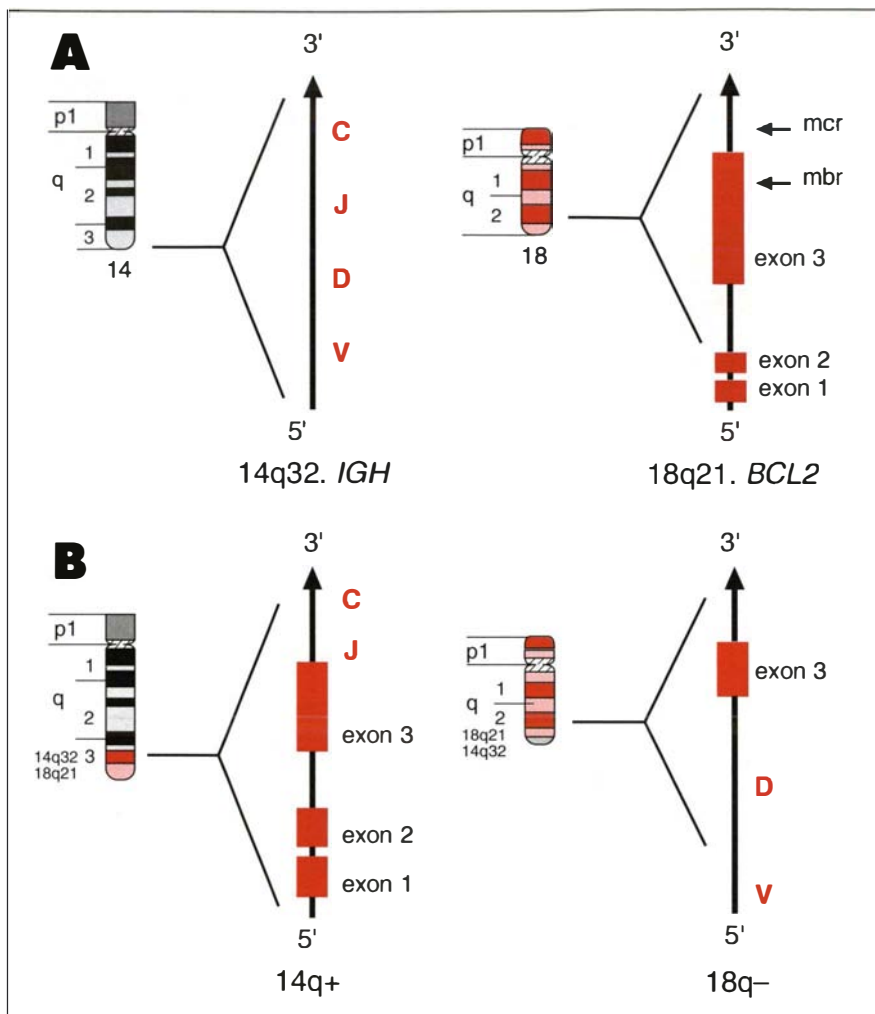 A
3'
p1
1
q
2
3
14
C
J
D
V
5'
14q32. IGH
3'
p1
q
1
2
18
mcr
mbr
exon 3
exon 2
exon 1
5'
18q21. BCL2
B
3'
p1
1
q
2
14q32 3
18q21
C
J
exon 3
exon 2
exon 1
5'
14q+
3'
p1
1
q
2
18q21
14q32
exon 3
D
V
5'
18q–